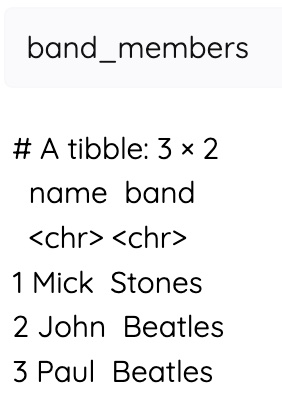 band_members
# A tibble: 3 × 2
name band
<chr> <chr>
1 Mick Stones
2 John Beatles
3 Paul Beatles